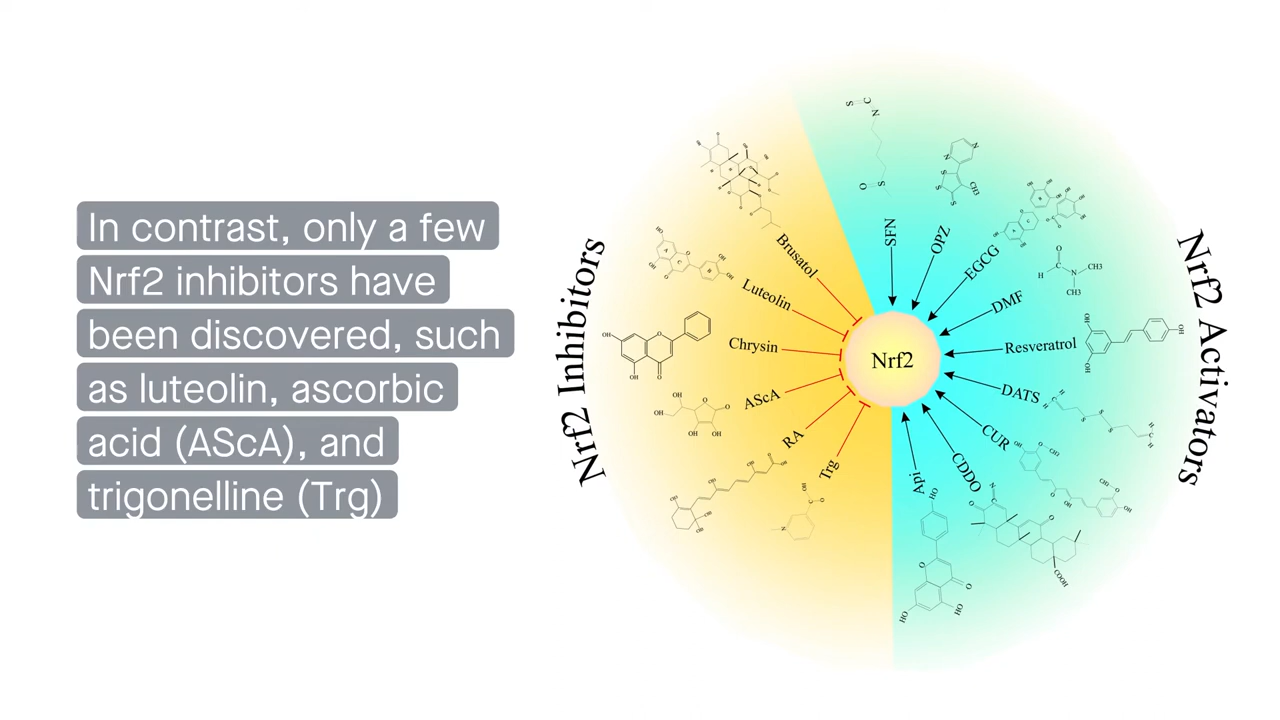 In contrast, only a few
Nrf2 inhibitors have
been discovered, such
as luteolin, ascorbic
acid (AScA), and
trigonelline (Trg)
Nrf2 Inhibitors
Brusatol
Luteolin
Chrysin
AScA
RA
Trg
Nrf2
SFN
OPZ
EGCG
DMF
Resveratrol
DATS
CUR
CDDO
Api
Nrf2 Activators